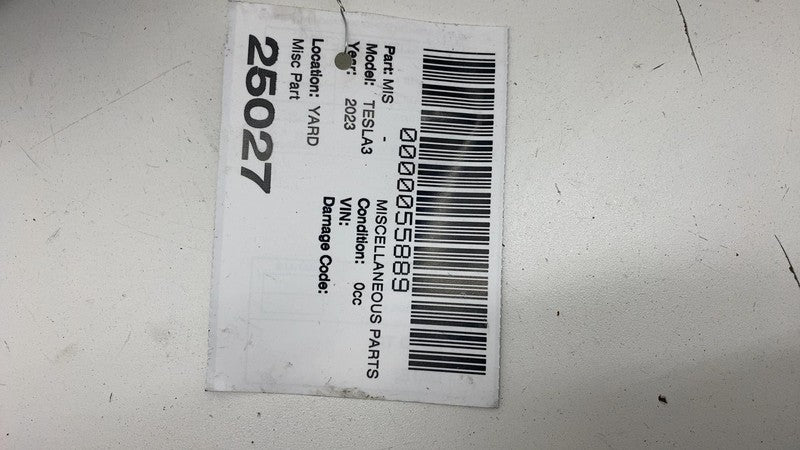 0000055889
Part: MIS - MISCELLANEOUS PARTS
Model: TESLA3 Condition: 0cc
Year: 2023 VIN:
Damage Code:
Location: YARD
Misc Part
25027